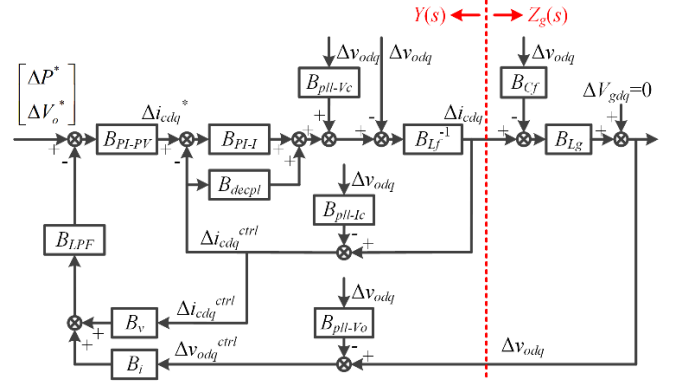 Y(s) Z_g(s)
Δv_odq Δv_odq Δv_odq
[ΔP*
ΔV_o*]
B_pll-Vc B_Cf ΔV_gdq=0
Δi_cdq* Δi_cdq
+ - + -
+ B_PI-PV + B_PI-I + + + B_Lf^-1 B_Lg + +
- - + B_decpl Δv_odq
B_pll-Ic
B_LPF - Δi_cdq^ctrl +
Δv_odq
+ B_v Δi_cdq^ctrl B_pll-Vo
+ B_i Δv_odq^ctrl - + Δv_odq